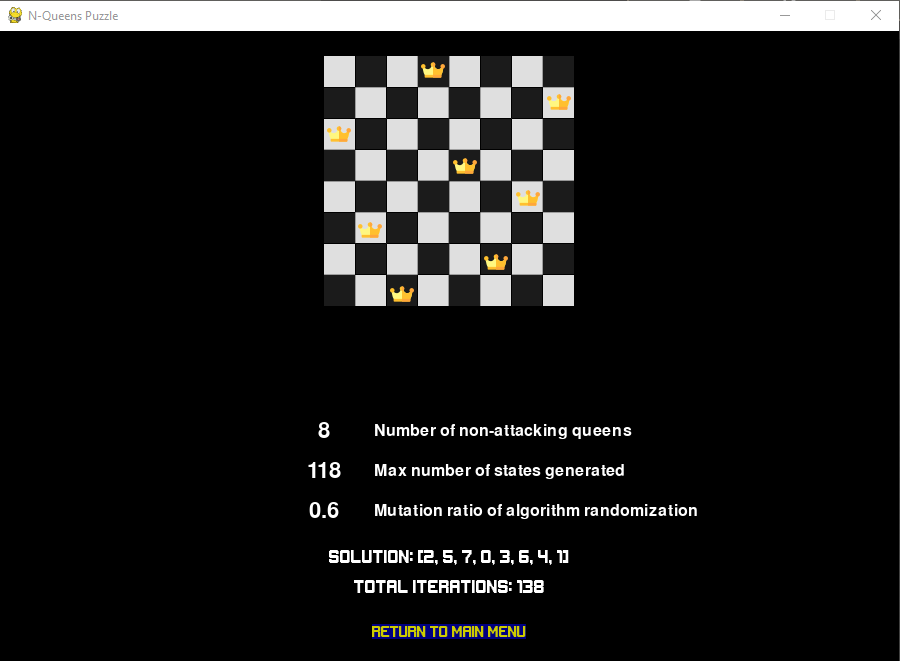 N-Queens Puzzle
8 Number of non-attacking queens
118 Max number of states generated
0.6 Mutation ratio of algorithm randomization
SOLUTION: [2, 5, 7, 0, 3, 6, 4, 1]
TOTAL ITERATIONS: 138
RETURN TO MAIN MENU